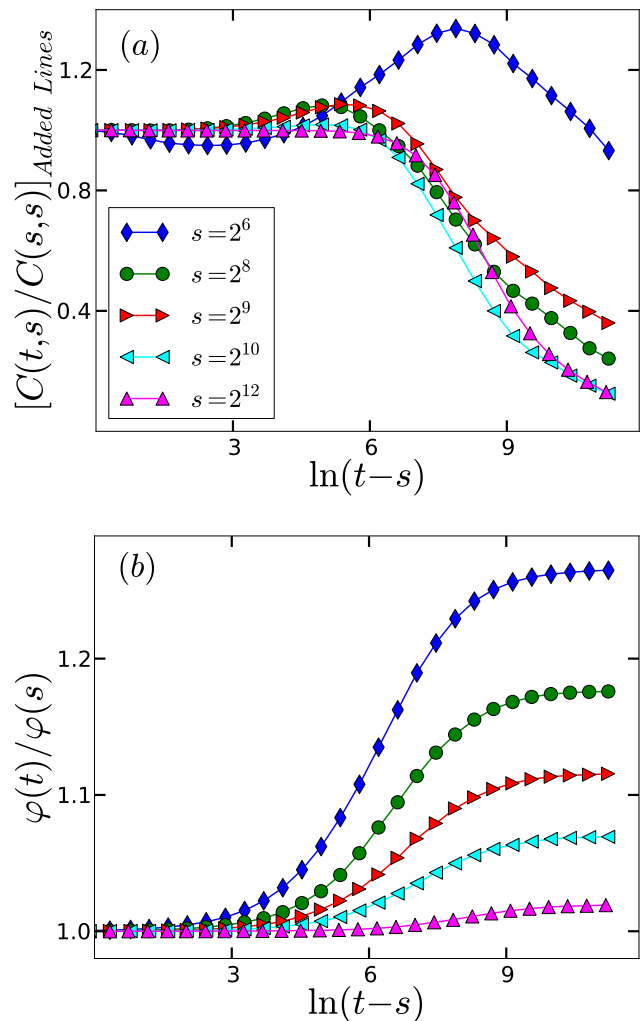 (a)
[C(t,s)/C(s,s)]_{Added Lines}
1.2
0.8
0.4
s=2^6
s=2^8
s=2^9
s=2^{10}
s=2^{12}
3 6 9
ln(t−s)
(b)
φ(t)/φ(s)
1.2
1.10
1.0
3 6 9
ln(t−s)